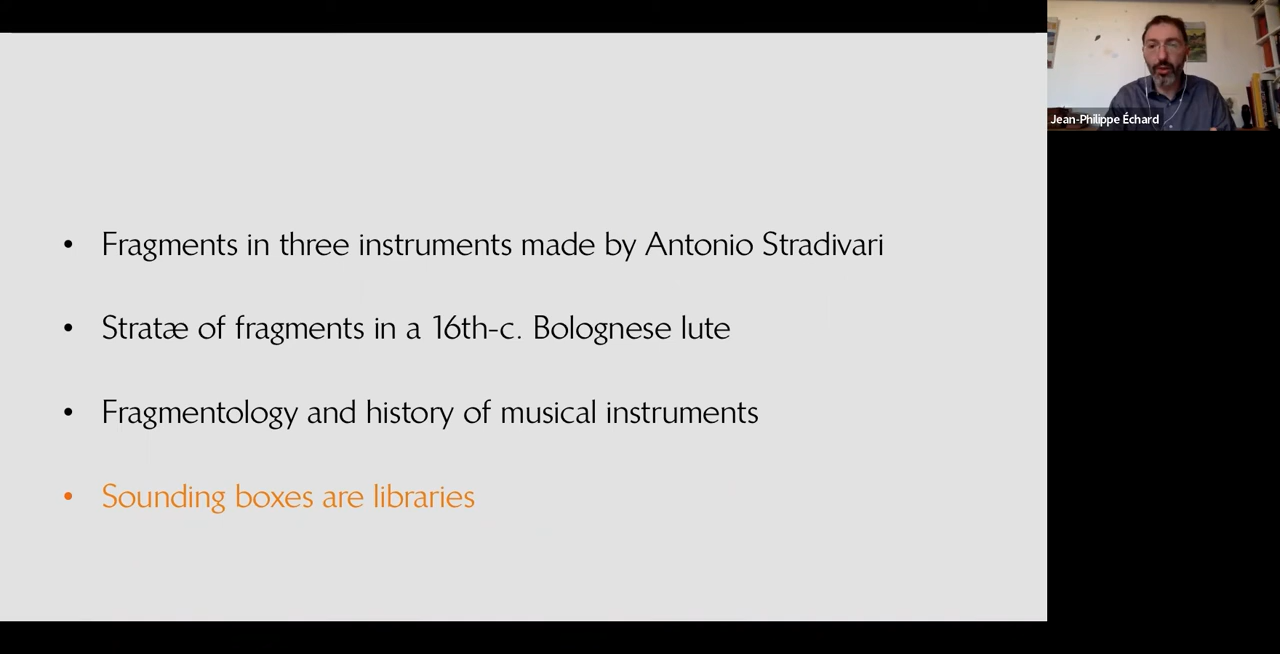 Jean-Philippe Échard
• Fragments in three instruments made by Antonio Stradivari
• Stratæ of fragments in a 16th-c. Bolognese lute
• Fragmentology and history of musical instruments
• Sounding boxes are libraries